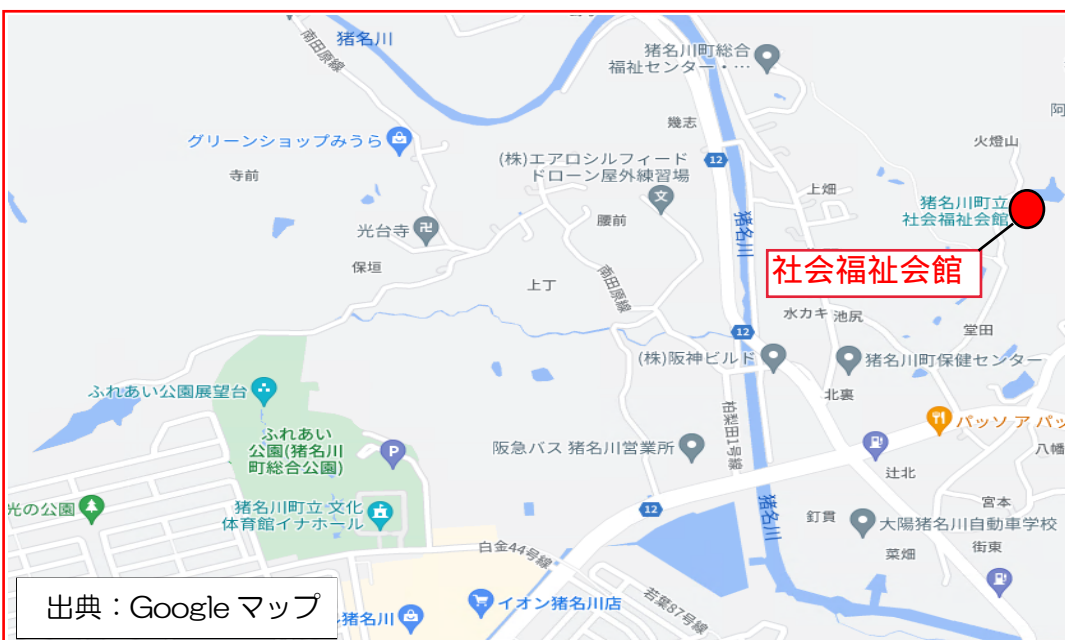 猪名川
南田原線
猪名川町総合
福祉センター・…
幾志
グリーンショップみうら
(株)エアロシルフィード
ドローン屋外練習場
12
火燈山
阿
寺前
上畑
猪名川町立
社会福祉会館
光台寺
腰前
猪名川
社会福祉会館
保垣
上丁
南田原線
水カキ
池尻
堂田
12
(株)阪神ビルド
猪名川町保健センター
ふれあい公園展望台
北裏
柏梨田1号線
パッソ ア パッ
ふれあい
公園(猪名川
町総合公園)
P
阪急バス 猪名川営業所
八幡
辻北
光の公園
猪名川町立 文化
体育館イナホール
12
猪名川
宮本
釘貫
大陽猪名川自動車学校
菜畑
街東
白金44号線
若葉87号線
イオン猪名川店
猪名川
出典：Google マップ